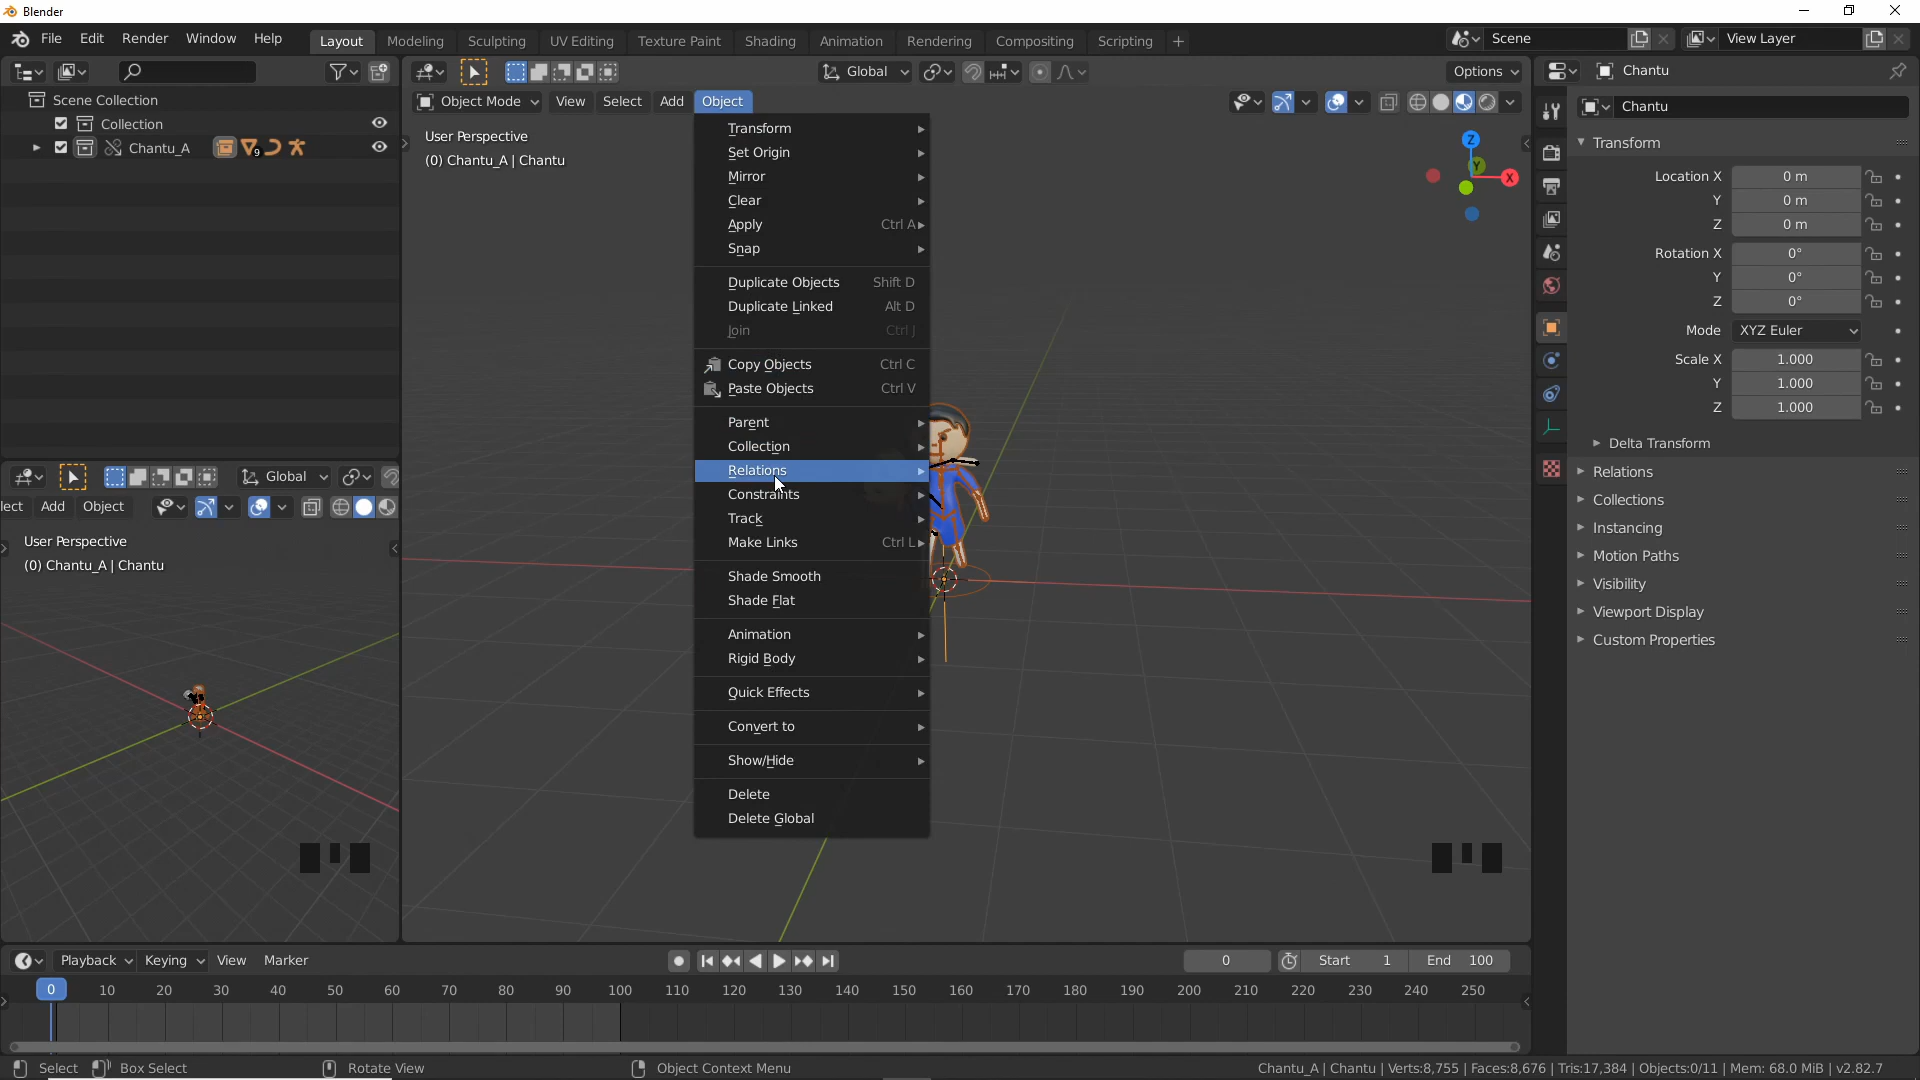 Blender
File Edit Render Window Help Layout Modeling Sculpting UV Editing Texture Paint Shading Animation Rendering Compositing Scripting + Scene View Layer
Global Options Chantu
Scene Collection
Collection
Chantu_A 9
Object Mode View Select Add Object
User Perspective
(0) Chantu_A | Chantu
Transform
Set Origin
Mirror
Clear
Apply Ctrl A
Snap
Duplicate Objects Shift D
Duplicate Linked Alt D
Join Ctrl J
Copy Objects Ctrl C
Paste Objects Ctrl V
Parent
Collection
Relations
Constraints
Track
Make Links Ctrl L
Shade Smooth
Shade Flat
Animation
Rigid Body
Quick Effects
Convert to
Show/Hide
Delete
Delete Global
Z
Y
X
Chantu
Transform
Location X 0 m
Y 0 m
Z 0 m
Rotation X 0°
Y 0°
Z 0°
Mode XYZ Euler
Scale X 1.000
Y 1.000
Z 1.000
Delta Transform
Relations
Collections
Instancing
Motion Paths
Visibility
Viewport Display
Custom Properties
Global
lect Add Object
User Perspective
(0) Chantu_A | Chantu
Playback Keying View Marker 0 Start 1 End 100
0 10 20 30 40 50 60 70 80 90 100 110 120 130 140 150 160 170 180 190 200 210 220 230 240 250
Select Box Select Rotate View Object Context Menu Chantu_A | Chantu | Verts:8,755 | Faces:8,676 | Tris:17,384 | Objects:0/11 | Mem: 68.0 MiB | v2.82.7